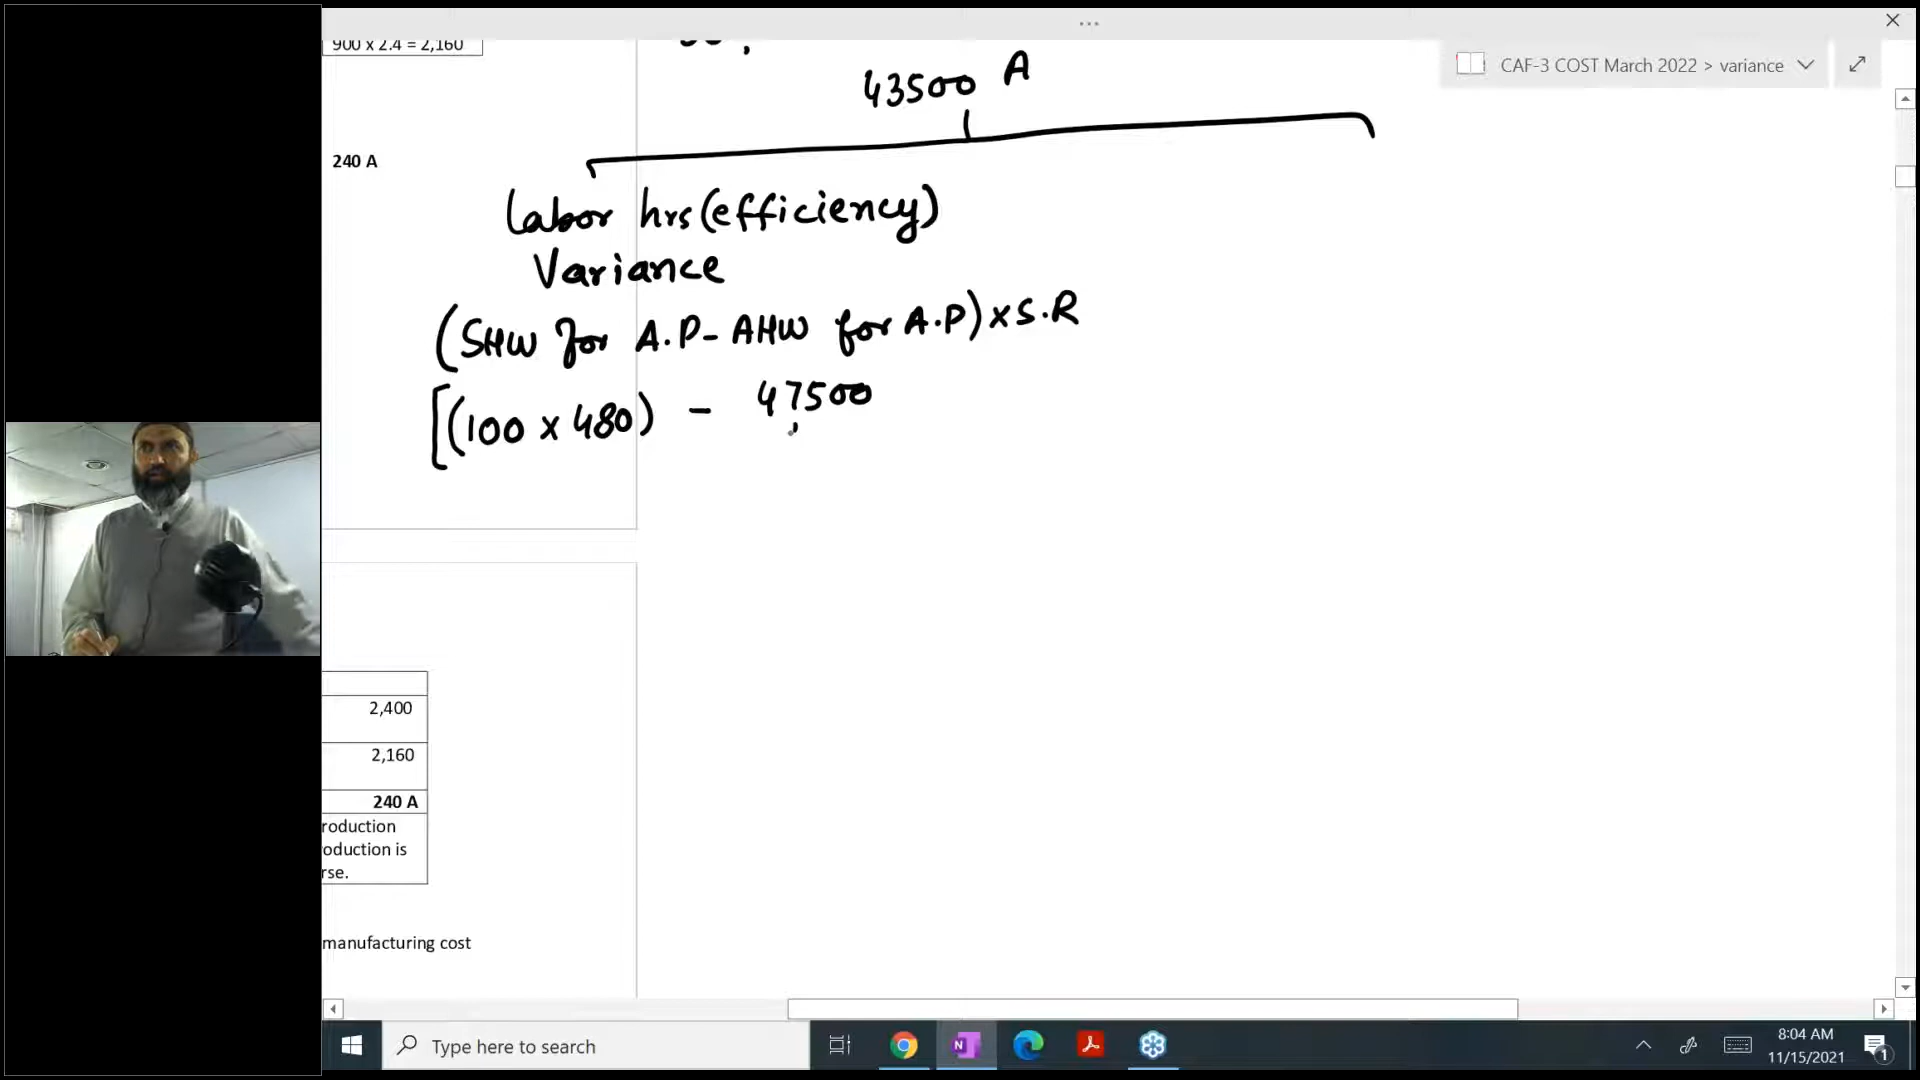 CAF-3 COST March 2022 > variance
900 x 2.4 = 2,160
43500 A
240 A
Labor hrs (efficiency)
Variance
(SHW for A.P - AHW for A.P) x S.R
[(100 x 480) - 47500
2,400
2,160
240 A
roduction
oduction is
rse.
manufacturing cost
Type here to search
8:04 AM
11/15/2021
1